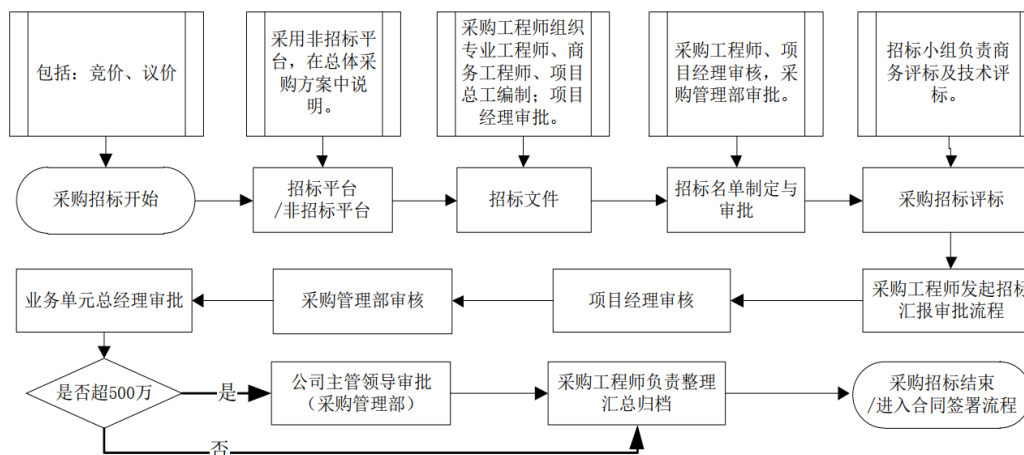 包括：竞价、议价
采用非招标平
台，在总体采
购方案中说
明。
采购工程师组织
专业工程师、商
务工程师、项目
总工编制；项目
经理审批。
采购工程师、项
目经理审核，采
购管理部审批。
招标小组负责商
务评标及技术评
标。
采购招标开始
招标平台
/非招标平台
招标文件
招标名单制定与
审批
采购招标评标
业务单元总经理审批
采购管理部审核
项目经理审核
采购工程师发起招标
汇报审批流程
是否超500万
是
公司主管领导审批
（采购管理部）
采购工程师负责整理
汇总归档
采购招标结束
/进入合同签署流程
否